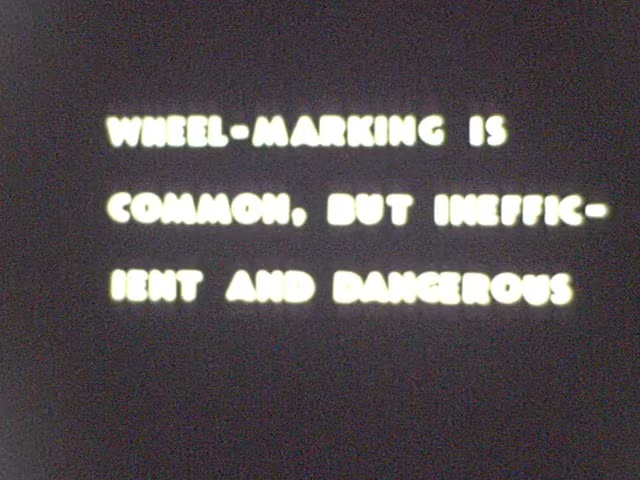 WHEEL-MARKING IS
COMMON, BUT INEFFIC-
IENT AND DANGEROUS